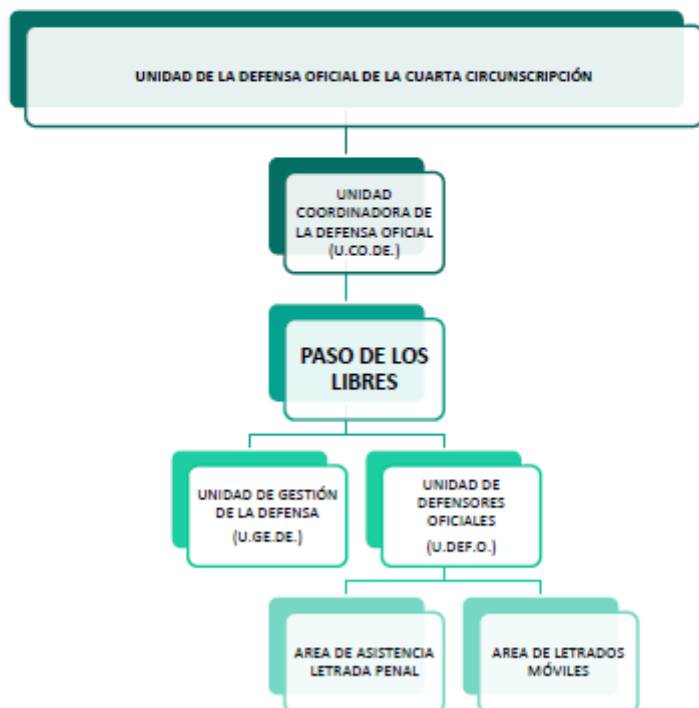 UNIDAD DE LA DEFENSA OFICIAL DE LA CUARTA CIRCUNSCRIPCIÓN
UNIDAD
COORDINADORA DE
LA DEFENSA OFICIAL
(U.CO.DE.)
PASO DE LOS
LIBRES
UNIDAD DE GESTIÓN
DE LA DEFENSA
(U.GE.DE.)
UNIDAD DE
DEFENSORES
OFICIALES
(U.DEF.O.)
AREA DE ASISTENCIA
LETRADA PENAL
AREA DE LETRADOS
MÓVILES